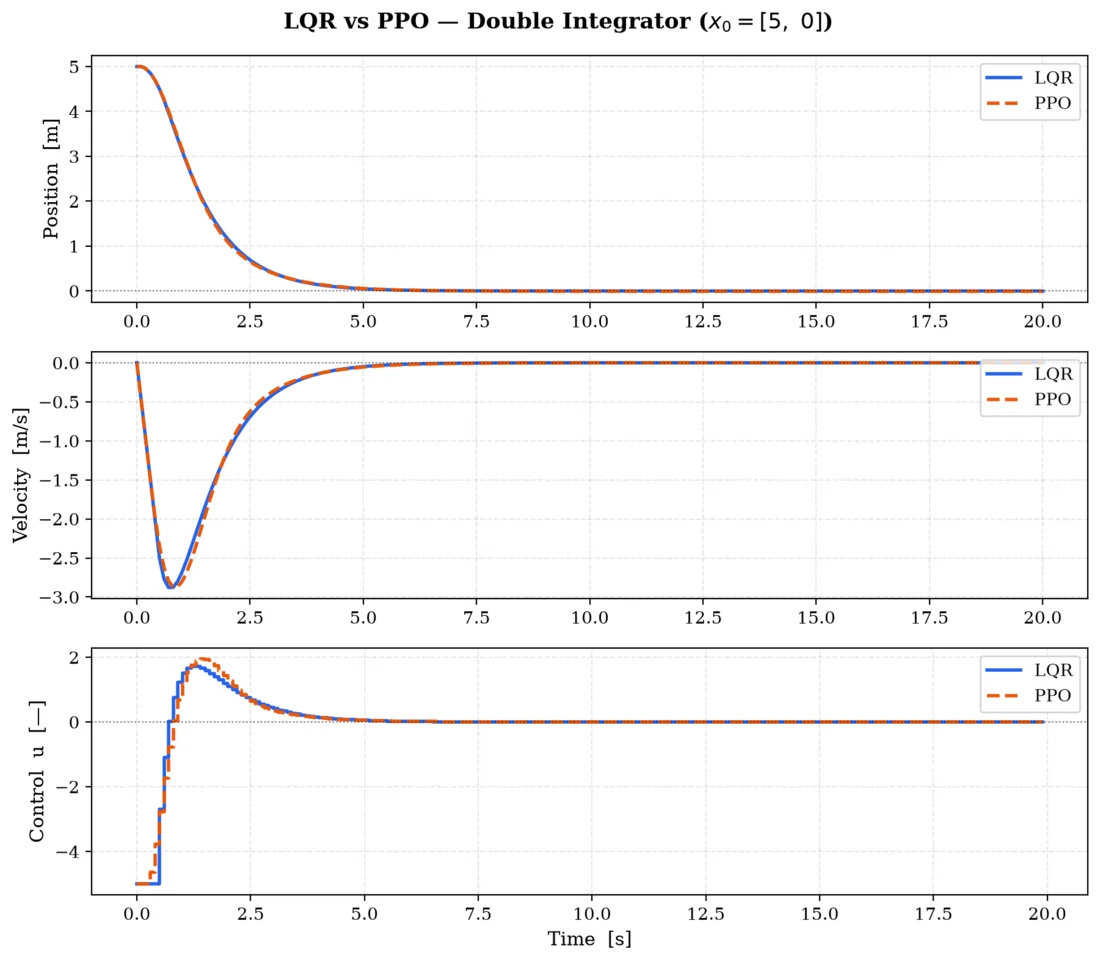 LQR vs PPO — Double Integrator (x₀ = [5, 0])
Position [m]
5
4
3
2
1
0
0.0 2.5 5.0 7.5 10.0 12.5 15.0 17.5 20.0
LQR
PPO
Velocity [m/s]
0.0
−0.5
−1.0
−1.5
−2.0
−2.5
−3.0
0.0 2.5 5.0 7.5 10.0 12.5 15.0 17.5 20.0
LQR
PPO
Control u [—]
2
0
−2
−4
0.0 2.5 5.0 7.5 10.0 12.5 15.0 17.5 20.0
LQR
PPO
Time [s]